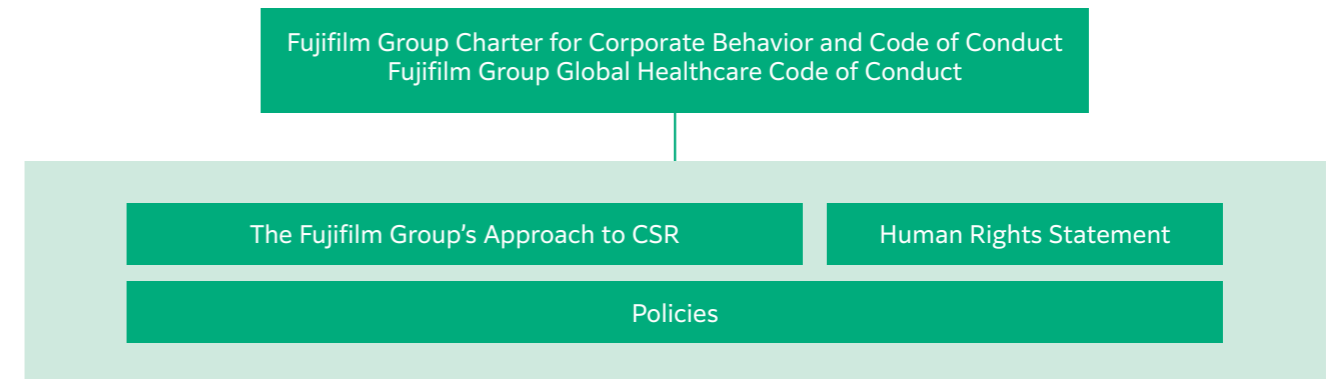 Fujifilm Group Charter for Corporate Behavior and Code of Conduct
Fujifilm Group Global Healthcare Code of Conduct
The Fujifilm Group’s Approach to CSR
Human Rights Statement
Policies